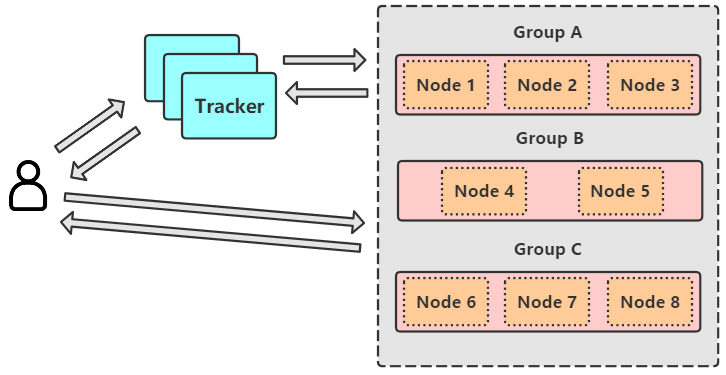 Group A
Node 1 Node 2 Node 3
Tracker
Group B
Node 4 Node 5
Group C
Node 6 Node 7 Node 8